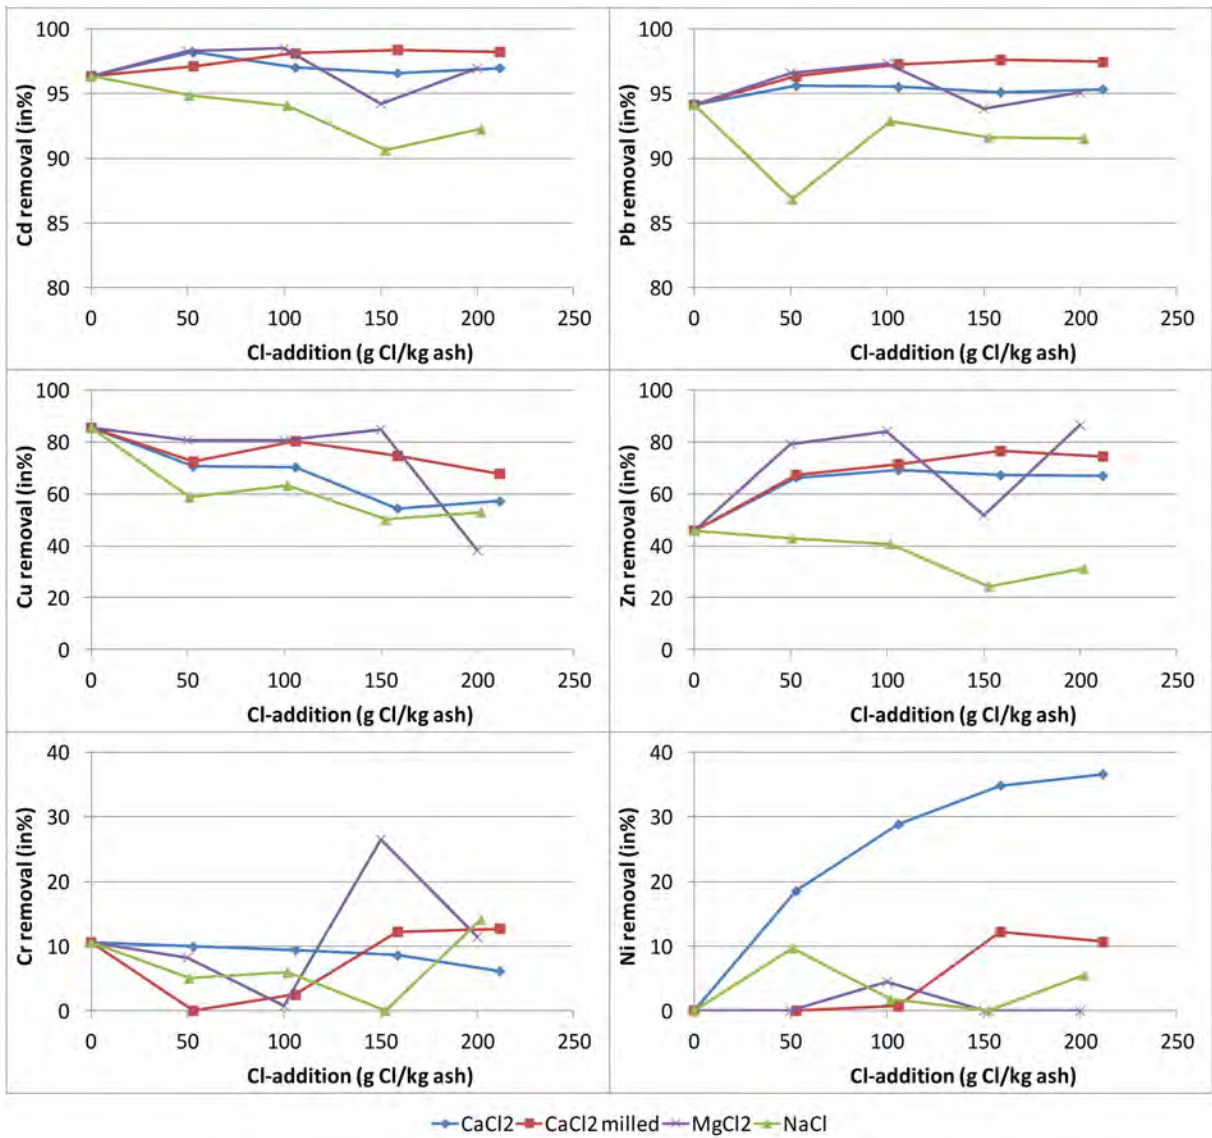 100
95
90
85
80
0 50 100 150 200 250
Cd removal (in%)
Cl-addition (g Cl/kg ash)
100
95
90
85
80
0 50 100 150 200 250
Pb removal (in%)
Cl-addition (g Cl/kg ash)
100
80
60
40
20
0
0 50 100 150 200 250
Cu removal (in%)
Cl-addition (g Cl/kg ash)
100
80
60
40
20
0
0 50 100 150 200 250
Zn removal (in%)
Cl-addition (g Cl/kg ash)
40
30
20
10
0
0 50 100 150 200 250
Cr removal (in%)
Cl-addition (g Cl/kg ash)
40
30
20
10
0
0 50 100 150 200 250
Ni removal (in%)
Cl-addition (g Cl/kg ash)
CaCl2 CaCl2 milled MgCl2 NaCl